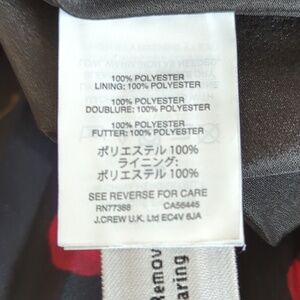 100% POLYESTER
LINING: 100% POLYESTER
100% POLYESTER
DOUBLURE: 100% POLYESTER
100% POLYESTER
FUTTER: 100% POLYESTER
ポリエステル 100%
ライニング:
ポリエステル 100%
SEE REVERSE FOR CARE
RN77388 CA56445
J.CREW U.K. Ltd EC4V 6JA
Remov
aring